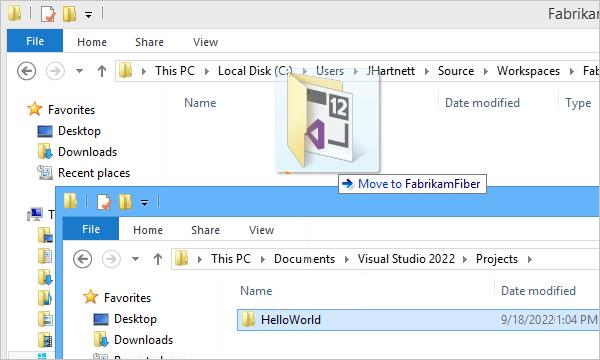 Fabrikam
File Home Share View
This PC Local Disk (C:) Users JHartnett Source Workspaces Fab
Name Date modified Type
Favorites
Desktop
Downloads
Recent places
12
Move to FabrikamFiber
T
File Home Share View
This PC Documents Visual Studio 2022 Projects
Favorites Name Date modified
Desktop HelloWorld 9/18/2022 1:04 PM
Downloads